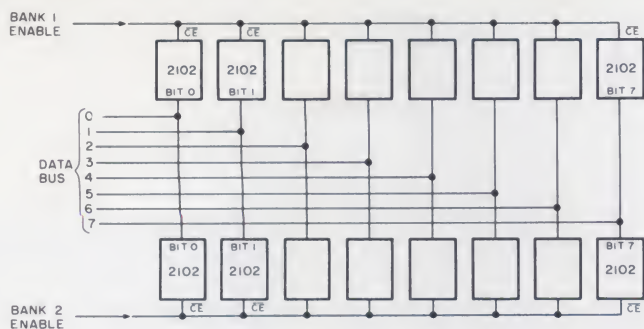 BANK 1
ENABLE
CE CE CE
2102 2102 2102
BIT 0 BIT 1 BIT 7
DATA
BUS
0
1
2
3
4
5
6
7
BIT 0 BIT 1 BIT 7
2102 2102 2102
CE CE CE
BANK 2
ENABLE